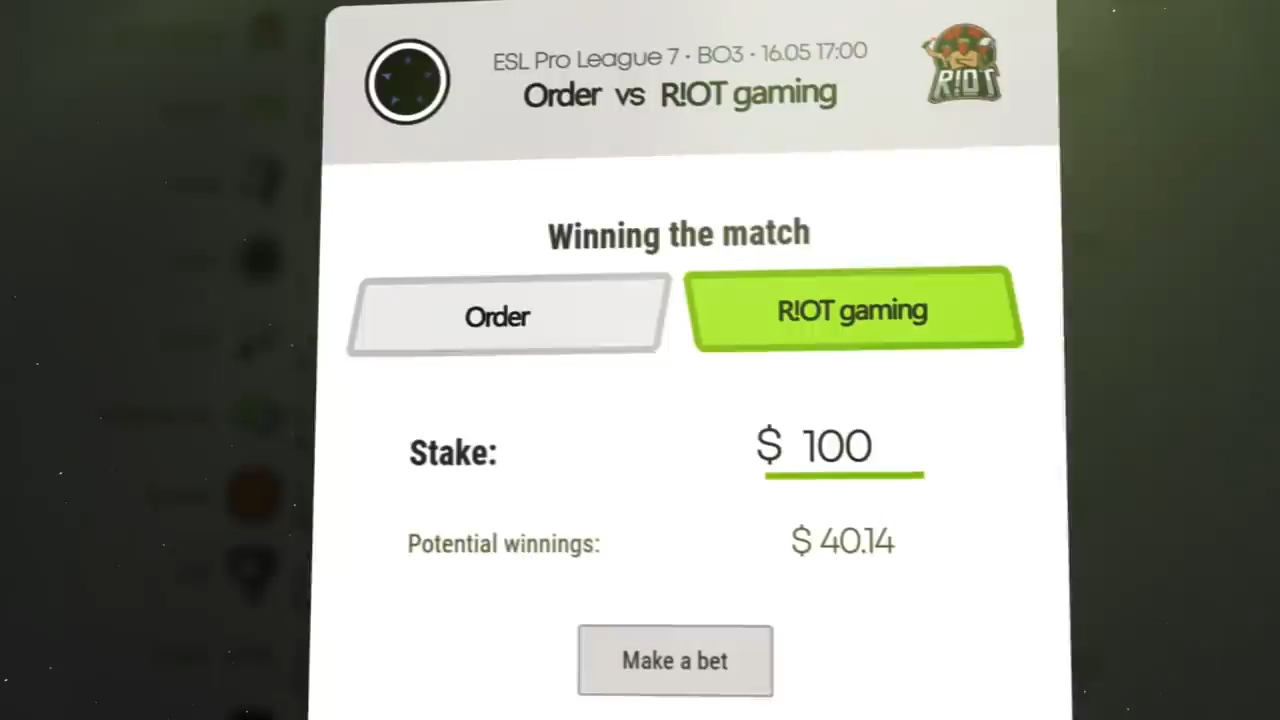 ESL Pro League 7 · BO3 · 16.05 17:00
Order vs R!OT gaming
R!OT
Winning the match
Order
R!OT gaming
Stake:
$ 100
Potential winnings:
$ 40.14
Make a bet